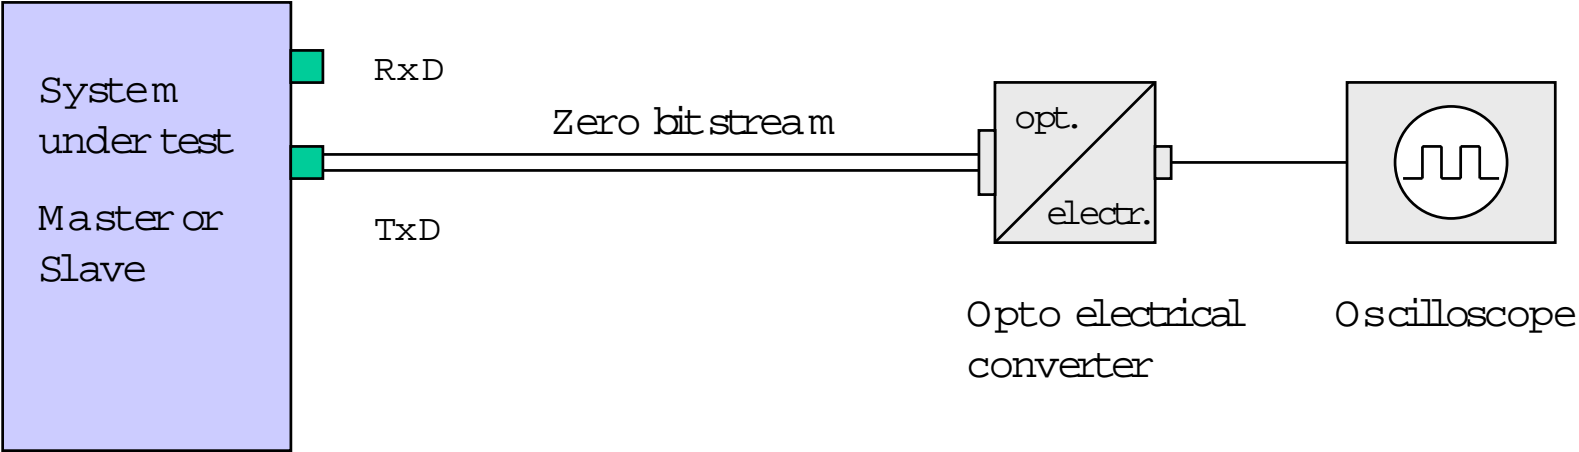 System
under test
Master or
Slave
RxD
Zero bit stream
TxD
opt.
electr.
Opto electrical
converter
Oscilloscope